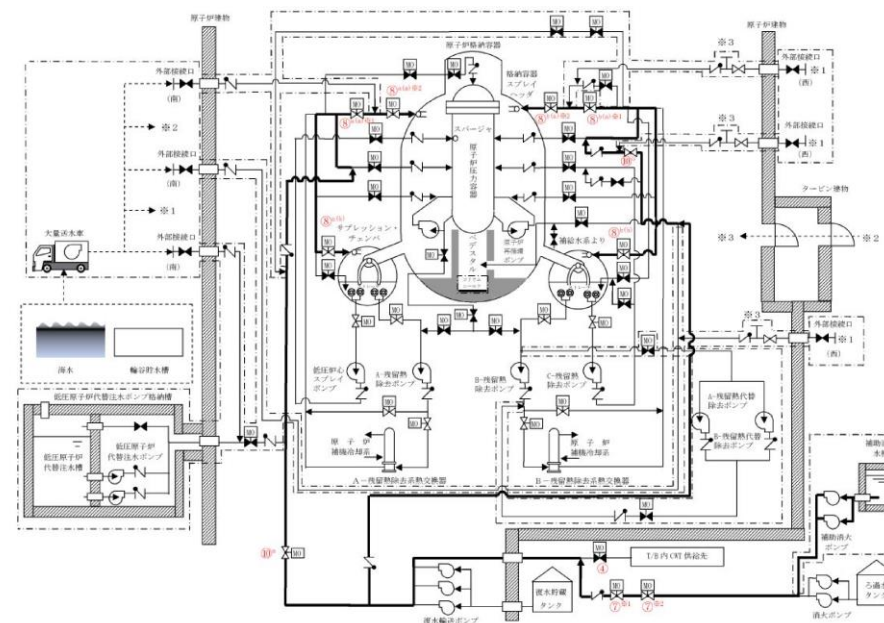 原子炉建物
原子炉建物
外部接続口
(南)
※2
外部接続口
(南)
※1
大量送水車
外部接続口
(南)
海水
輪谷貯水槽
低圧原子炉代替注水ポンプ格納槽
低圧原子炉
代替注水ポンプ
低圧原子炉
代替注水槽
MO
原子炉格納容器
格納容器
スプレイ
ヘッダ
スパージャ
原子炉圧力容器
ペデスタル
サプレッション・
チェンバ
原子炉
再循環
ポンプ
補給水系より
低圧炉心
スプレイポンプ
A-残留熱
除去ポンプ
B-残留熱
除去ポンプ
C-残留熱
除去ポンプ
原子炉
補機冷却系
A-残留熱除去系熱交換器
原子炉
補機冷却系
B-残留熱除去系熱交換器
※3
外部接続口
※1
(西)
※3
外部接続口
※1
(西)
タービン建物
※3
※2
※3
外部接続口
※1
(西)
A-残留熱代替
除去ポンプ
B-残留熱代替
除去ポンプ
補助消火
ポンプ
T/B内CWT供給先
④
⑦※1
⑦※2
復水貯蔵
タンク
復水輸送ポンプ
消火ポンプ
ろ過水
タンク